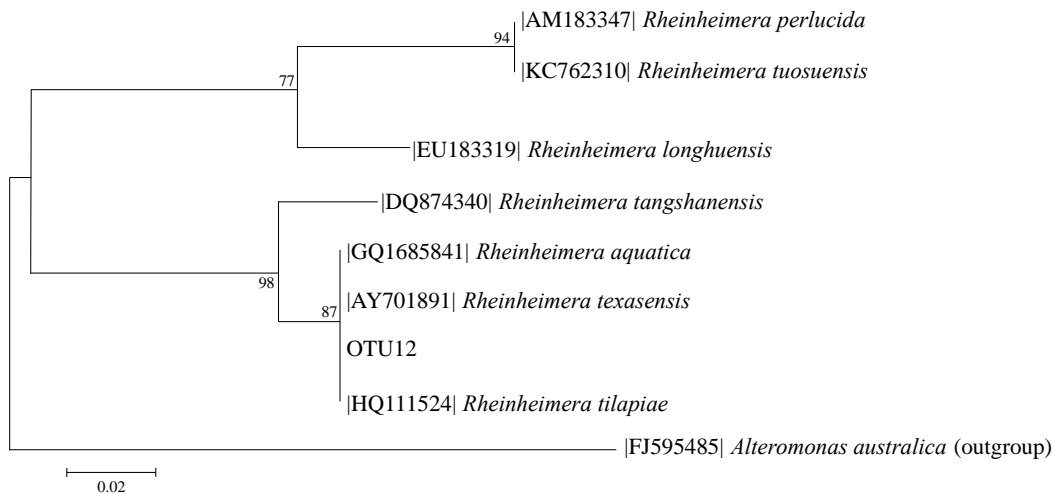 |AM183347| Rheinheimera perlucida
94
|KC762310| Rheinheimera tuosuensis
77
|EU183319| Rheinheimera longhuensis
|DQ874340| Rheinheimera tangshanensis
|GQ1685841| Rheinheimera aquatica
98
|AY701891| Rheinheimera texasensis
87
OTU12
|HQ111524| Rheinheimera tilapiae
|FJ595485| Alteromonas australica (outgroup)
0.02